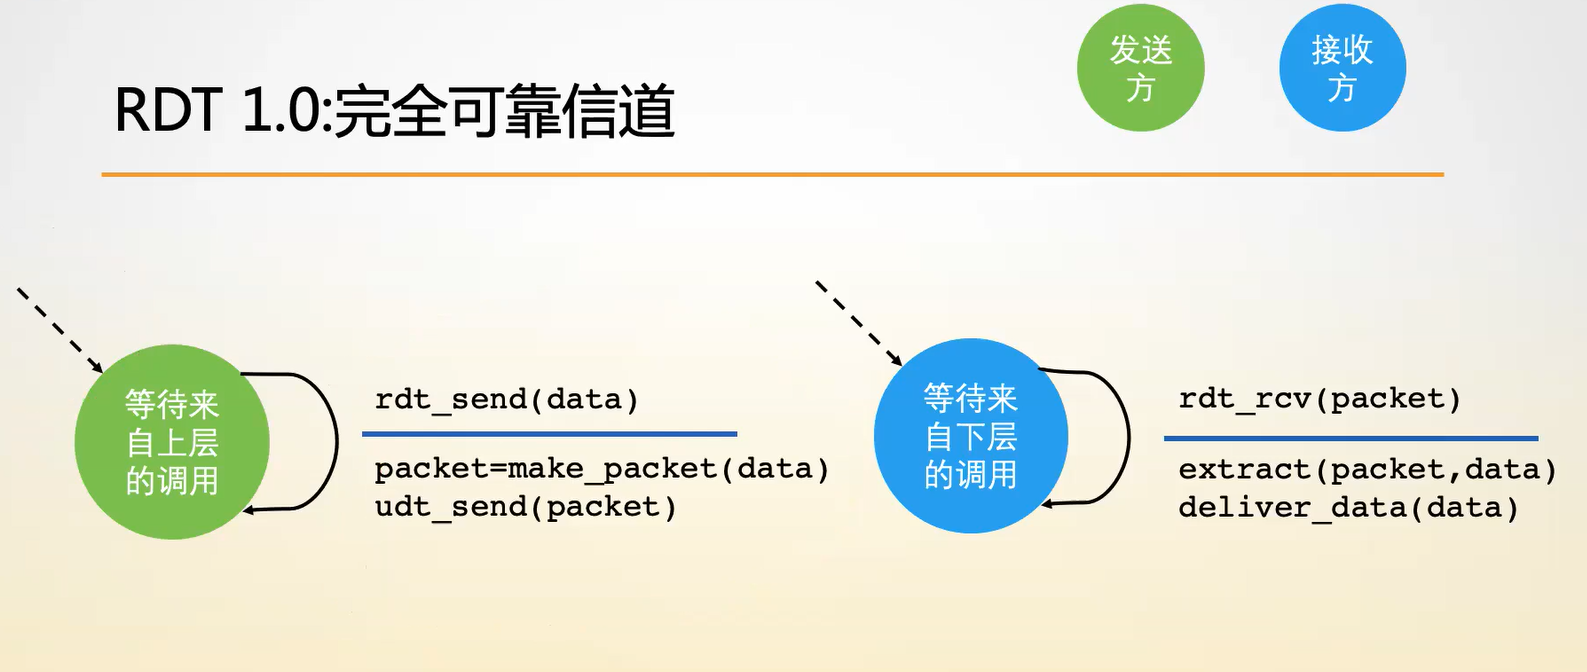 发送
方
接收
方
RDT 1.0:完全可靠信道
等待来
自上层
的调用
rdt_send(data)
packet=make_packet(data)
udt_send(packet)
等待来
自下层
的调用
rdt_rcv(packet)
extract(packet,data)
deliver_data(data)